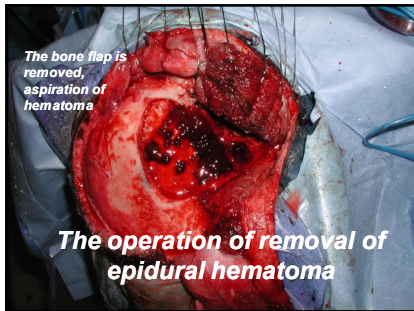 The bone flap is
removed,
aspiration of
hematoma
The operation of removal of
epidural hematoma